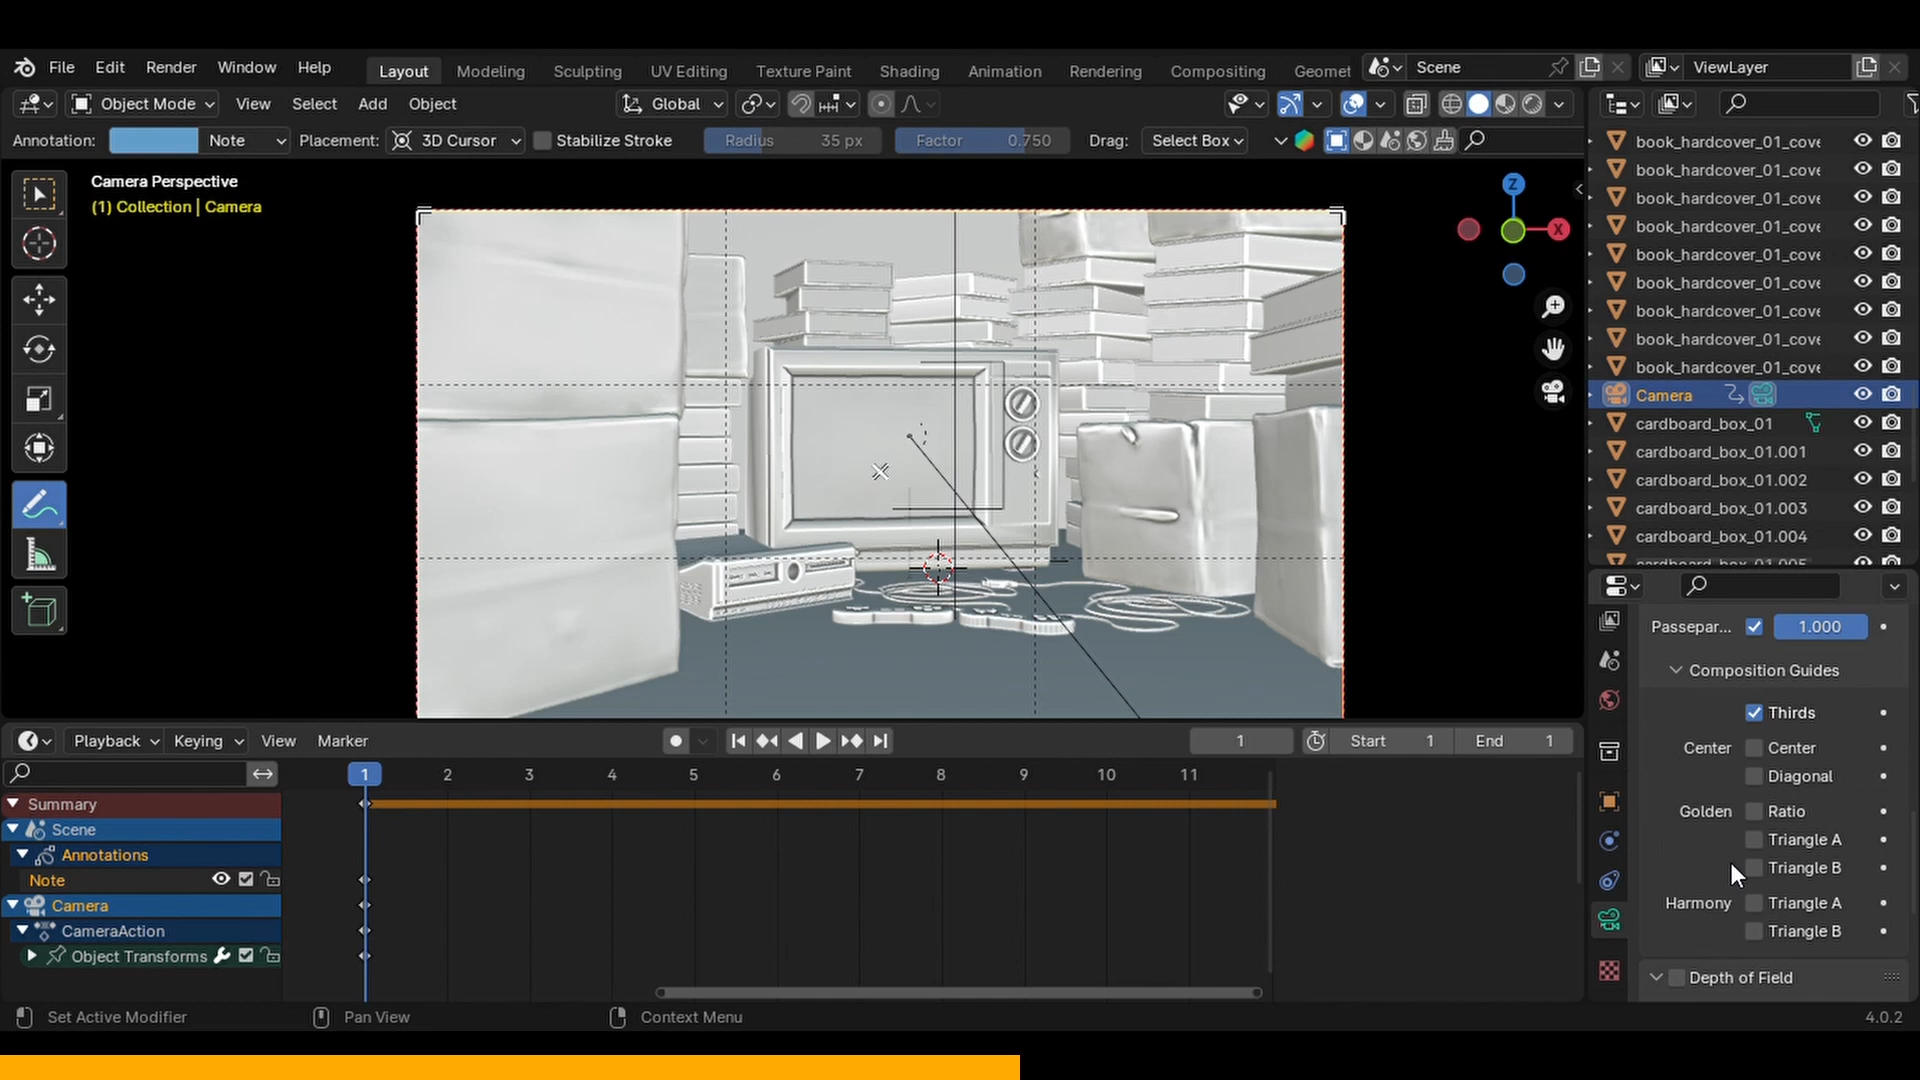 File Edit Render Window Help Layout Modeling Sculpting UV Editing Texture Paint Shading Animation Rendering Compositing Geomet Scene ViewLayer
Object Mode View Select Add Object Global
Annotation: Note Placement: 3D Cursor Stabilize Stroke Radius 35 px Factor 0.750 Drag: Select Box
Camera Perspective
(1) Collection | Camera
Z
X
book_hardcover_01_cove
book_hardcover_01_cove
book_hardcover_01_cove
book_hardcover_01_cove
book_hardcover_01_cove
book_hardcover_01_cove
book_hardcover_01_cove
book_hardcover_01_cove
book_hardcover_01_cove
Camera
cardboard_box_01
cardboard_box_01.001
cardboard_box_01.002
cardboard_box_01.003
cardboard_box_01.004
cardboard_box_01.005
Passepar... 1.000
Composition Guides
Thirds
Center Center
Diagonal
Golden Ratio
Triangle A
Triangle B
Harmony Triangle A
Triangle B
Depth of Field
Playback Keying View Marker 1 Start 1 End 1
1 2 3 4 5 6 7 8 9 10 11
Summary
Scene
Annotations
Note
Camera
CameraAction
Object Transforms
Set Active Modifier Pan View Context Menu 4.0.2